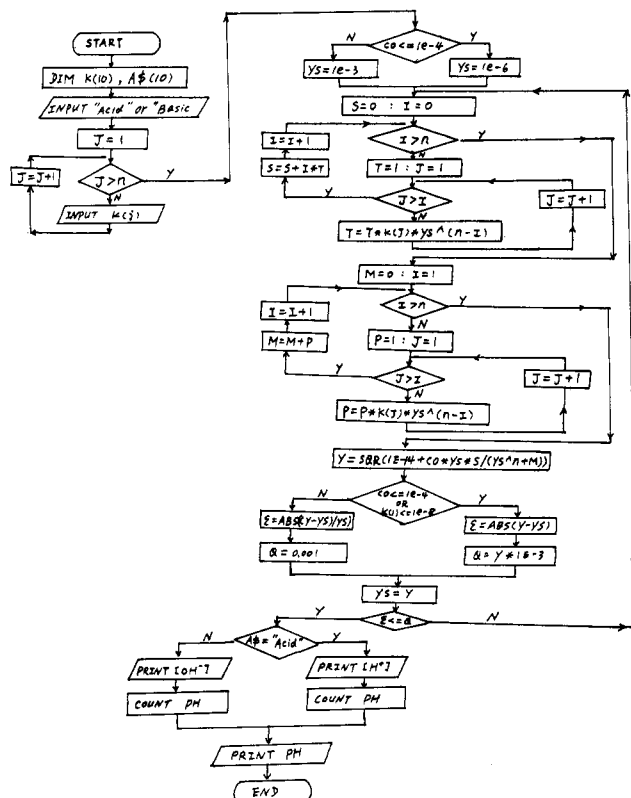 START
DIM K(10), A$(10)
INPUT "Acid" or "Basic
J=1
J=J+1
J>n
Y
N
INPUT K(j)
N
CO<=1e-4
Y
YS=1e-3
YS=1e-6
S=0 : I=0
I=I+1
I>n
Y
N
S=S+I*T
T=1 : J=1
Y
J>I
J=J+1
N
T=T*K(J)*YS^(n-I)
M=0 : I=1
I>n
Y
I=I+1
N
M=M+P
P=1 : J=1
Y
J>I
J=J+1
N
P=P*K(J)*YS^(n-I)
Y=SQR(1E-14+CO*YS*S/(YS^n+M))
N
CO<=1e-4
OR
K(1)<=1e-8
Y
ξ=ABS(Y-YS)/YS)
ξ=ABS(Y-YS)
Q=0.001
Q=Y*1E-3
YS=Y
Y
ξ<=Q
N
N
A$="Acid"
Y
PRINT [OH⁻]
PRINT [H⁺]
COUNT PH
COUNT PH
PRINT PH
END